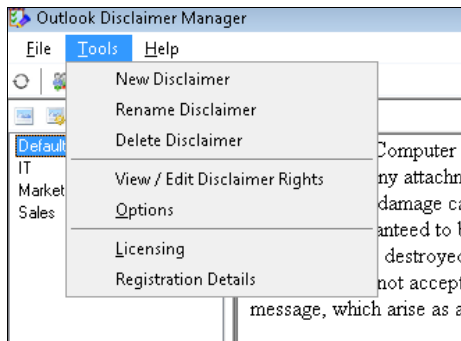 Outlook Disclaimer Manager
File Tools Help
New Disclaimer
Rename Disclaimer
Delete Disclaimer
View / Edit Disclaimer Rights
Options
Licensing
Registration Details
Default
IT
Market
Sales
Computer
ny attachn
damage ca
anteed to b
destroyed
not accept
message, which arise as a